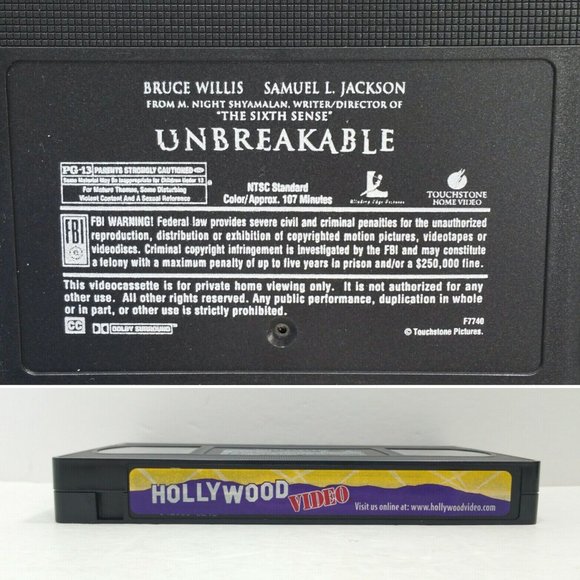 BRUCE WILLIS SAMUEL L. JACKSON
FROM M. NIGHT SHYAMALAN, WRITER/DIRECTOR OF
"THE SIXTH SENSE"
UNBREAKABLE
PG-13 PARENTS STRONGLY CAUTIONED
Some Material May Be Inappropriate for Children Under 13
For Mature Themes, Some Disturbing
Violent Content And A Sexual Reference
NTSC Standard
Color/Approx. 107 Minutes
Blinding Edge Pictures
TOUCHSTONE
HOME VIDEO
FBI
FBI WARNING! Federal law provides severe civil and criminal penalties for the unauthorized
reproduction, distribution or exhibition of copyrighted motion pictures, videotapes or
videodiscs. Criminal copyright infringement is investigated by the FBI and may constitute
a felony with a maximum penalty of up to five years in prison and/or a $250,000 fine.
This videocassette is for private home viewing only. It is not authorized for any
other use. All other rights reserved. Any public performance, duplication in whole
or in part, or other use is strictly prohibited.
CC DOLBY SURROUND
F7740
© Touchstone Pictures.
HOLLYWOOD
VIDEO
Visit us online at: www.hollywoodvideo.com